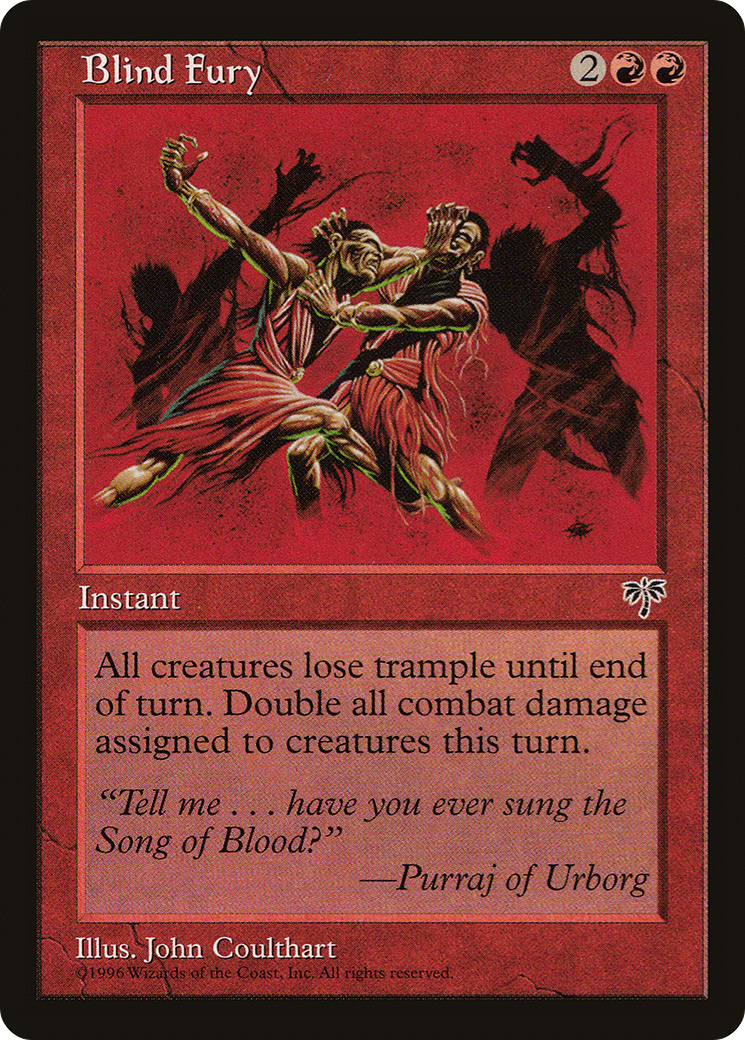 Blind Fury
2
Instant
All creatures lose trample until end
of turn. Double all combat damage
assigned to creatures this turn.
“Tell me . . . have you ever sung the
Song of Blood?”
—Purraj of Urborg
Illus. John Coulthart
©1996 Wizards of the Coast, Inc. All rights reserved.